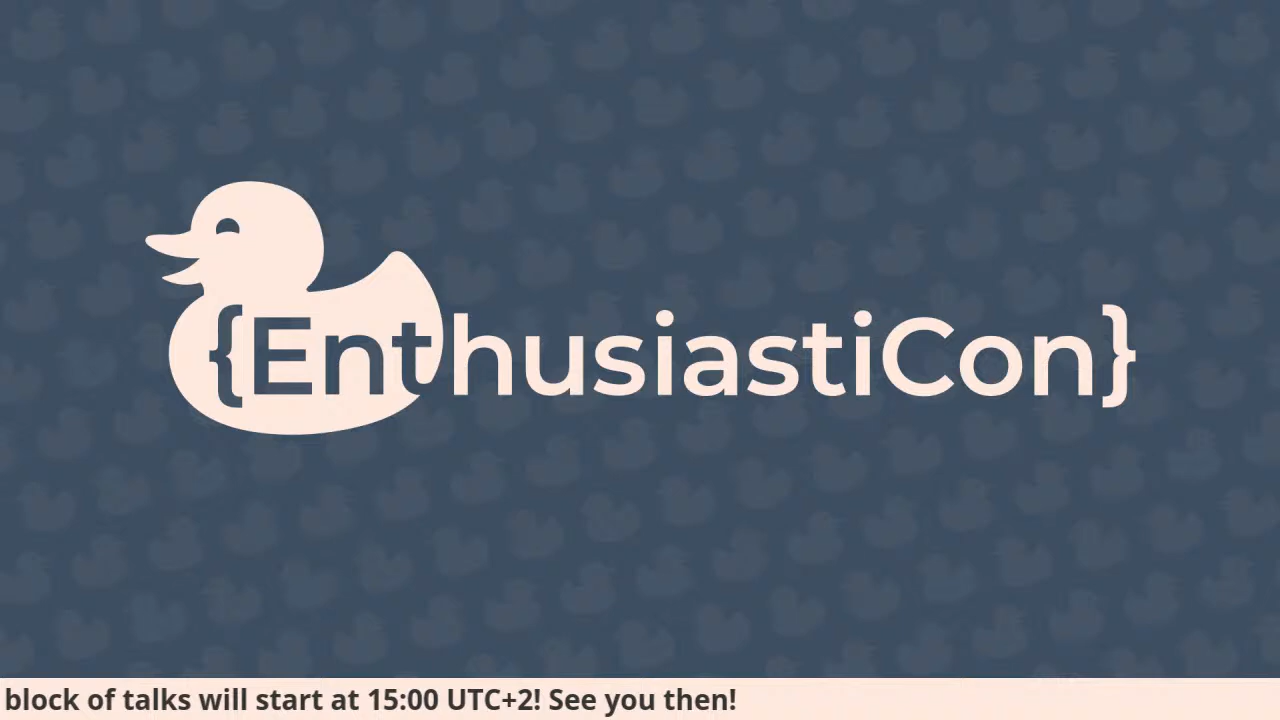 {EnthusiastiCon}
block of talks will start at 15:00 UTC+2! See you then!